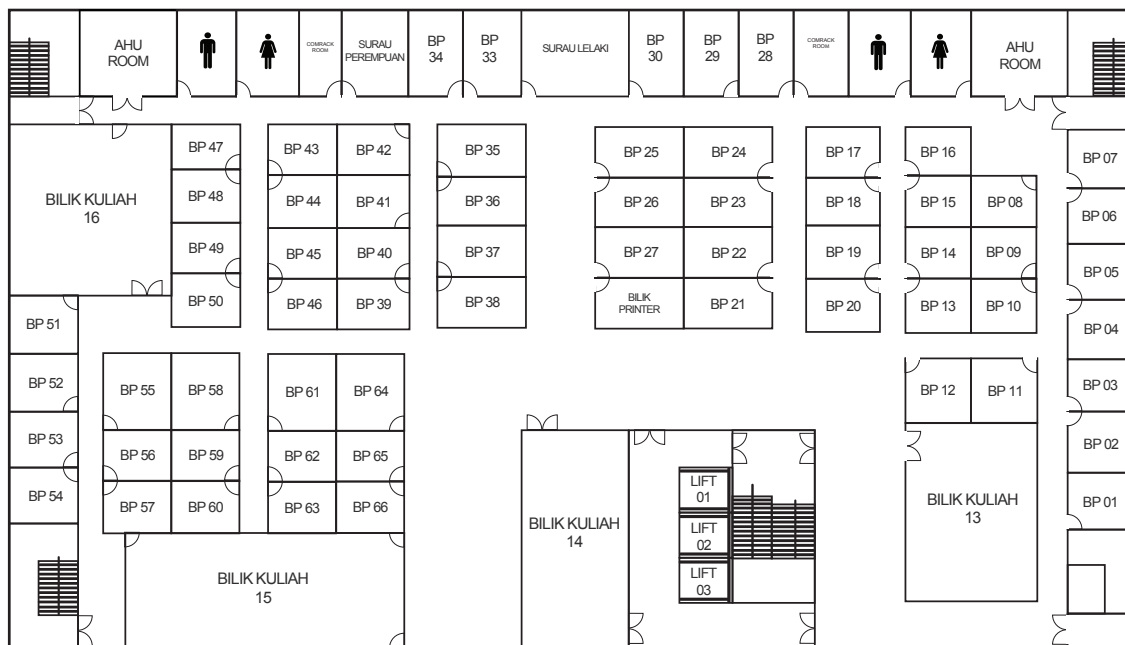 AHU
ROOM
COMRACK
ROOM
SURAU
PEREMPUAN
BP
34
BP
33
SURAU LELAKI
BP
30
BP
29
BP
28
COMRACK
ROOM
AHU
ROOM
BILIK KULIAH
16
BP 47
BP 48
BP 49
BP 50
BP 43
BP 42
BP 44
BP 41
BP 45
BP 40
BP 46
BP 39
BP 35
BP 36
BP 37
BP 38
BP 25
BP 24
BP 26
BP 23
BP 27
BP 22
BILIK
PRINTER
BP 21
BP 17
BP 18
BP 19
BP 20
BP 16
BP 15
BP 08
BP 14
BP 09
BP 13
BP 10
BP 07
BP 06
BP 05
BP 04
BP 03
BP 02
BP 01
BP 51
BP 52
BP 53
BP 54
BP 55
BP 58
BP 56
BP 59
BP 57
BP 60
BP 61
BP 64
BP 62
BP 65
BP 63
BP 66
BP 12
BP 11
BILIK KULIAH
15
BILIK KULIAH
14
LIFT
01
LIFT
02
LIFT
03
BILIK KULIAH
13